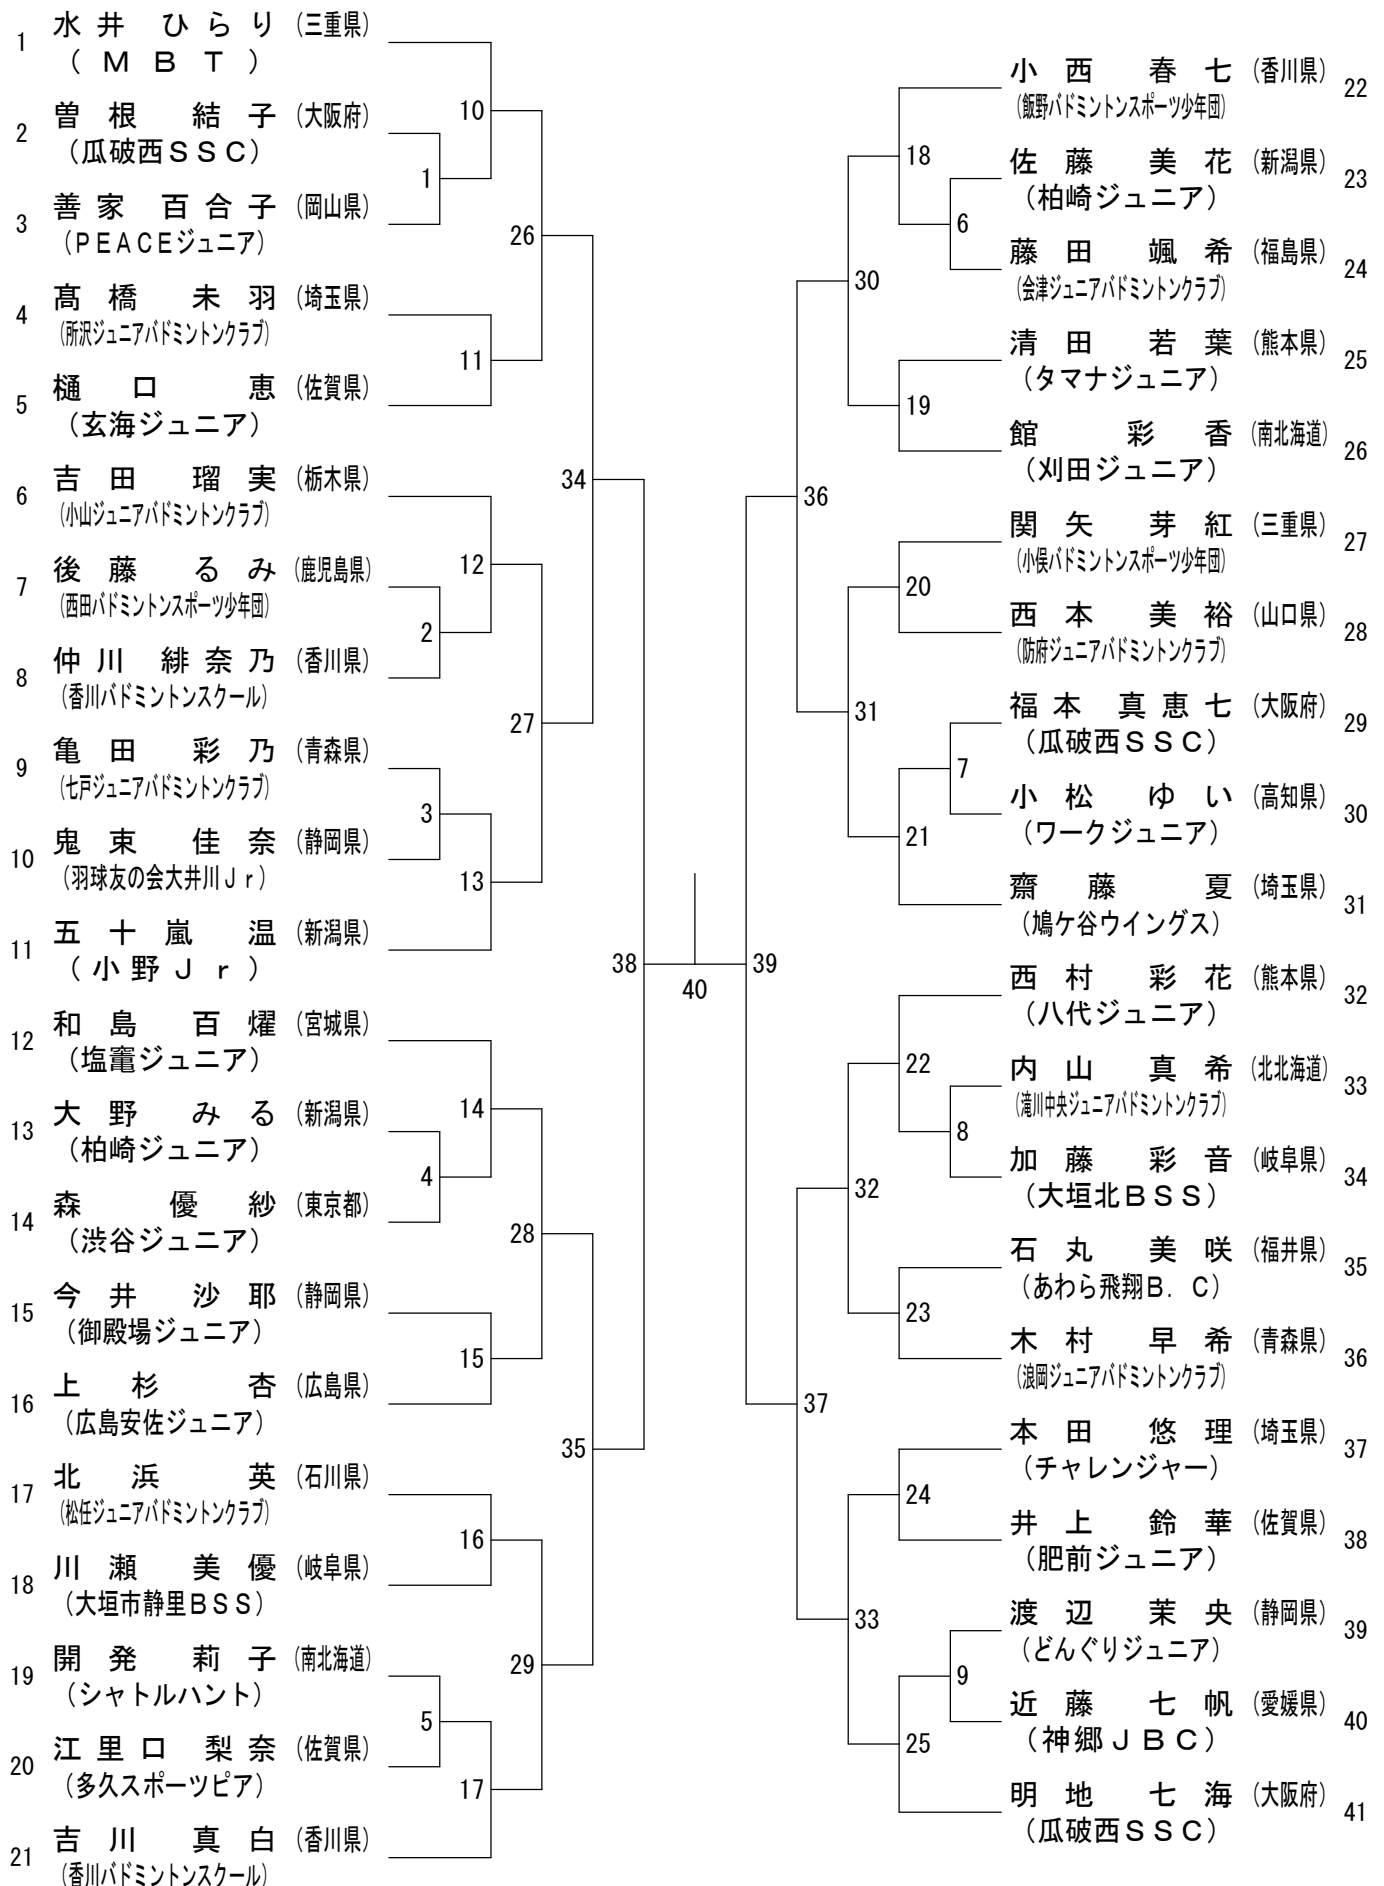 1 水井 ひらり (三重県)
(MBT)
2 曽根 結子 (大阪府)
(瓜破西SSC)
3 善家 百合子 (岡山県)
(PEACEジュニア)
4 髙橋 未羽 (埼玉県)
(所沢ジュニアバドミントンクラブ)
5 樋口 恵 (佐賀県)
(玄海ジュニア)
6 吉田 瑠実 (栃木県)
(小山ジュニアバドミントンクラブ)
7 後藤 るみ (鹿児島県)
(西田バドミントンスポーツ少年団)
8 仲川 緋奈乃 (香川県)
(香川バドミントンスクール)
9 亀田 彩乃 (青森県)
(七戸ジュニアバドミントンクラブ)
10 鬼束 佳奈 (静岡県)
(羽球友の会大井川Jr)
11 五十嵐 温 (新潟県)
(小野Jr)
12 和島 百燿 (宮城県)
(塩竈ジュニア)
13 大野 みる (新潟県)
(柏崎ジュニア)
14 森 優紗 (東京都)
(渋谷ジュニア)
15 今井 沙耶 (静岡県)
(御殿場ジュニア)
16 上杉 杏 (広島県)
(広島安佐ジュニア)
17 北浜 英 (石川県)
(松任ジュニアバドミントンクラブ)
18 川瀬 美優 (岐阜県)
(大垣市静里BSS)
19 開発 莉子 (南北海道)
(シャトルハント)
20 江里口 梨奈 (佐賀県)
(多久スポーツピア)
21 吉川 真白 (香川県)
(香川バドミントンスクール)
10
1
26
11
34
12
2
27
3
13
38
14
4
28
15
35
16
29
5
17
40
39
18
6
30
19
36
20
31
7
21
22
8
32
23
37
24
33
9
25
小西 春七 (香川県) 22
(飯野バドミントンスポーツ少年団)
佐藤 美花 (新潟県) 23
(柏崎ジュニア)
藤田 颯希 (福島県) 24
(会津ジュニアバドミントンクラブ)
清田 若葉 (熊本県) 25
(タマナジュニア)
館 彩香 (南北海道) 26
(刈田ジュニア)
関矢 芽紅 (三重県) 27
(小俣バドミントンスポーツ少年団)
西本 美裕 (山口県) 28
(防府ジュニアバドミントンクラブ)
福本 真恵七 (大阪府) 29
(瓜破西SSC)
小松 ゆい (高知県) 30
(ワークジュニア)
齋藤 夏 (埼玉県) 31
(鳩ケ谷ウイングス)
西村 彩花 (熊本県) 32
(八代ジュニア)
内山 真希 (北北海道) 33
(滝川中央ジュニアバドミントンクラブ)
加藤 彩音 (岐阜県) 34
(大垣北BSS)
石丸 美咲 (福井県) 35
(あわら飛翔B.C)
木村 早希 (青森県) 36
(浪岡ジュニアバドミントンクラブ)
本田 悠理 (埼玉県) 37
(チャレンジャー)
井上 鈴華 (佐賀県) 38
(肥前ジュニア)
渡辺 茉央 (静岡県) 39
(どんぐりジュニア)
近藤 七帆 (愛媛県) 40
(神郷JBC)
明地 七海 (大阪府) 41
(瓜破西SSC)